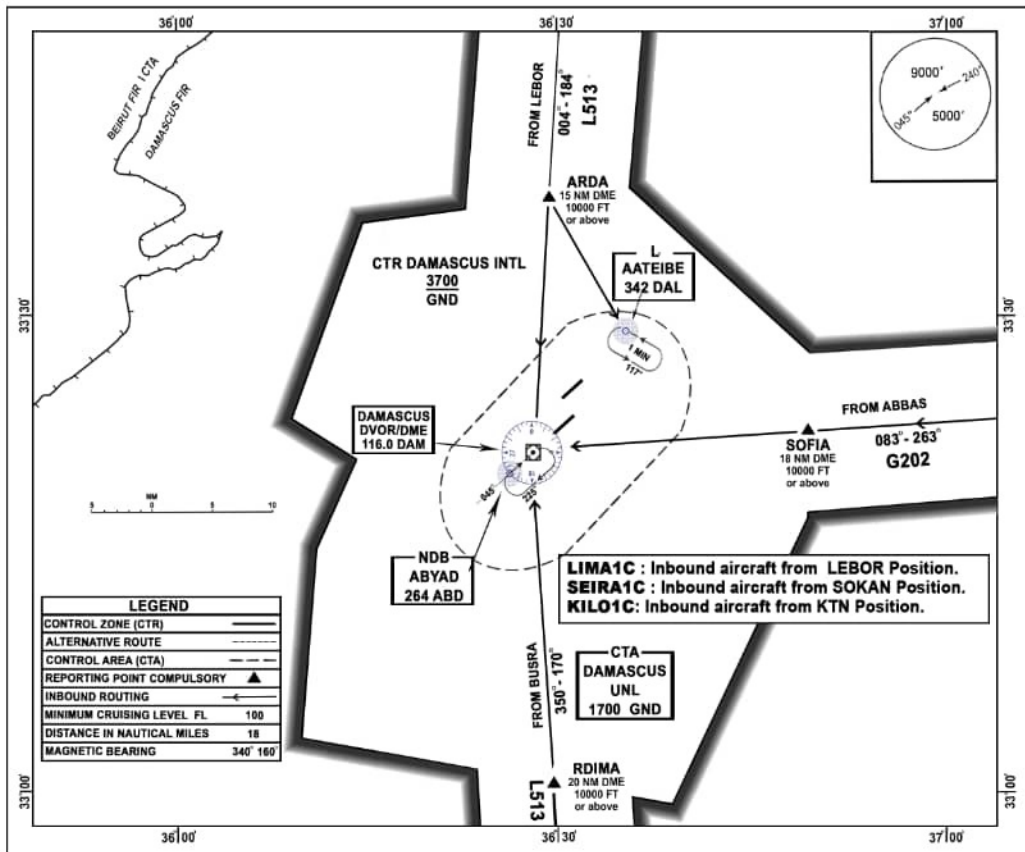 36°00'
36°30'
37°00'
BEIRUT FIR \ CTA
DAMASCUS FIR
FROM LEBOR
004° - 184°
L513
9000'
240°
045°
5000'
ARDA
15 NM DME
10000 FT
or above
CTR DAMASCUS INTL
3700
GND
L
AATEIBE
342 DAL
33°30'
33°30'
1 MIN
117°
DAMASCUS
DVOR/DME
116.0 DAM
FROM ABBAS
083° - 263°
G202
SOFIA
18 NM DME
10000 FT
or above
045°
225°
NM
5 0 5 10
NDB
ABYAD
264 ABD
LIMA1C : Inbound aircraft from LEBOR Position.
SEIRA1C : Inbound aircraft from SOKAN Position.
KILO1C: Inbound aircraft from KTN Position.
LEGEND
CONTROL ZONE (CTR)
ALTERNATIVE ROUTE
CONTROL AREA (CTA)
REPORTING POINT COMPULSORY
INBOUND ROUTING
MINIMUM CRUISING LEVEL FL 100
DISTANCE IN NAUTICAL MILES 18
MAGNETIC BEARING 340° 160°
FROM BUSRA
350° - 170°
CTA
DAMASCUS
UNL
1700 GND
L513
RDIMA
20 NM DME
10000 FT
or above
33°00'
33°00'
36°00'
36°30'
37°00'